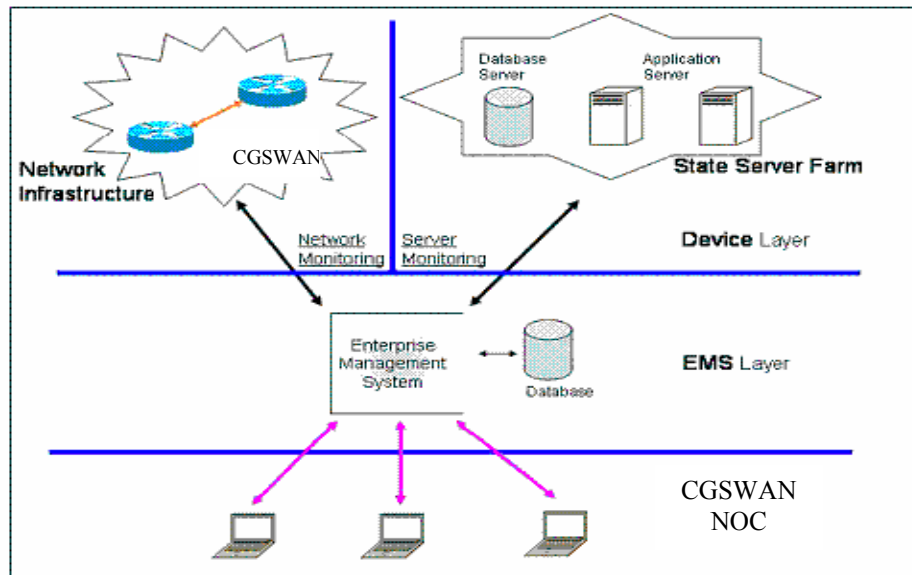 Database
Server
Application
Server
CGSWAN
Network
Infrastructure
State Server Farm
Network
Monitoring
Server
Monitoring
Device Layer
Enterprise
Management
System
Database
EMS Layer
CGSWAN
NOC